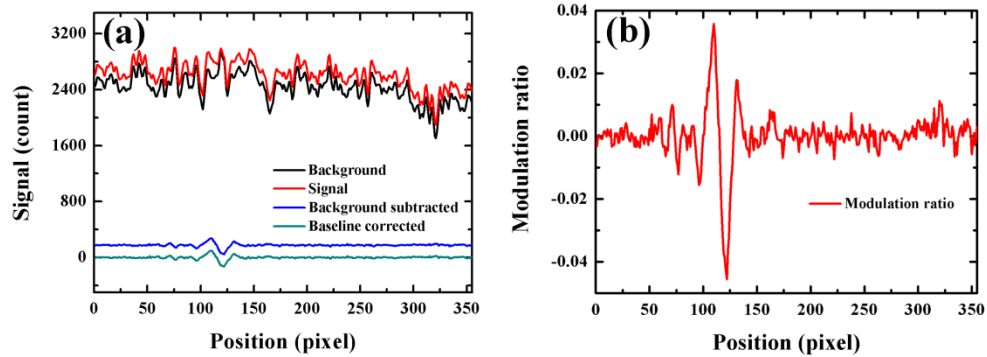 (a)
3200
2400
1600
800
0
Signal (count)
Background
Signal
Background subtracted
Baseline corrected
0 50 100 150 200 250 300 350
Position (pixel)
(b)
0.04
0.02
0.00
-0.02
-0.04
Modulation ratio
Modulation ratio
0 50 100 150 200 250 300 350
Position (pixel)